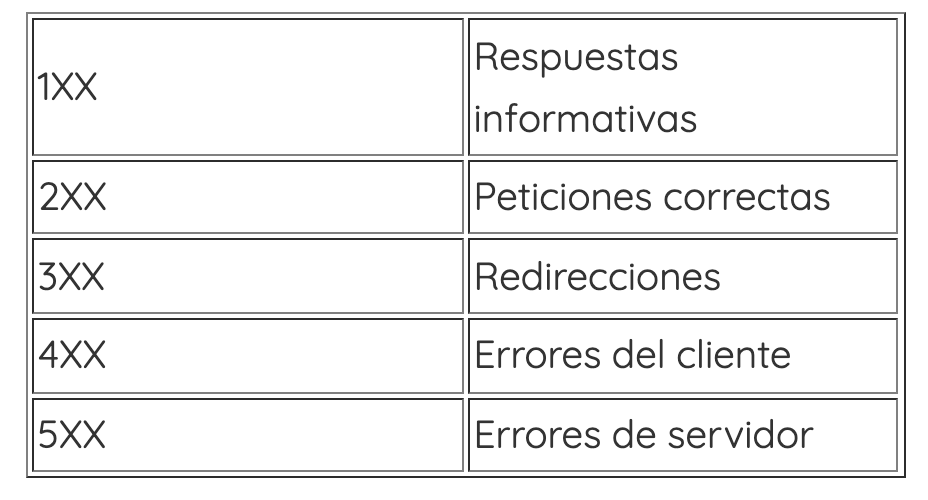 1XX
Respuestas
informativas
2XX
Peticiones correctas
3XX
Redirecciones
4XX
Errores del cliente
5XX
Errores de servidor